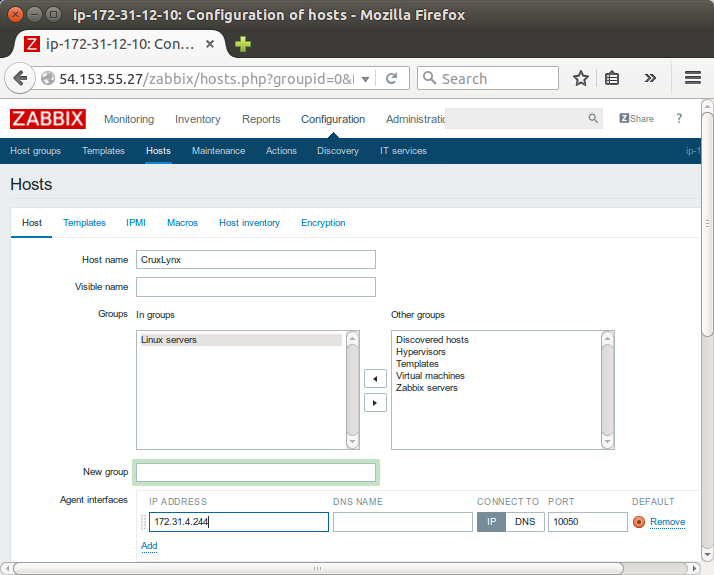 ip-172-31-12-10: Configuration of hosts - Mozilla Firefox
Z ip-172-31-12-10: Con…
54.153.55.27/zabbix/hosts.php?groupid=0&
Search
ZABBIX Monitoring Inventory Reports Configuration Administratio Z Share ?
Host groups Templates Hosts Maintenance Actions Discovery IT services ip-
Hosts
Host Templates IPMI Macros Host inventory Encryption
Host name CruxLynx
Visible name
Groups In groups Other groups
Linux servers
Discovered hosts
Hypervisors
Templates
Virtual machines
Zabbix servers
New group
Agent interfaces IP ADDRESS DNS NAME CONNECT TO PORT DEFAULT
172.31.4.244 IP DNS 10050 Remove
Add